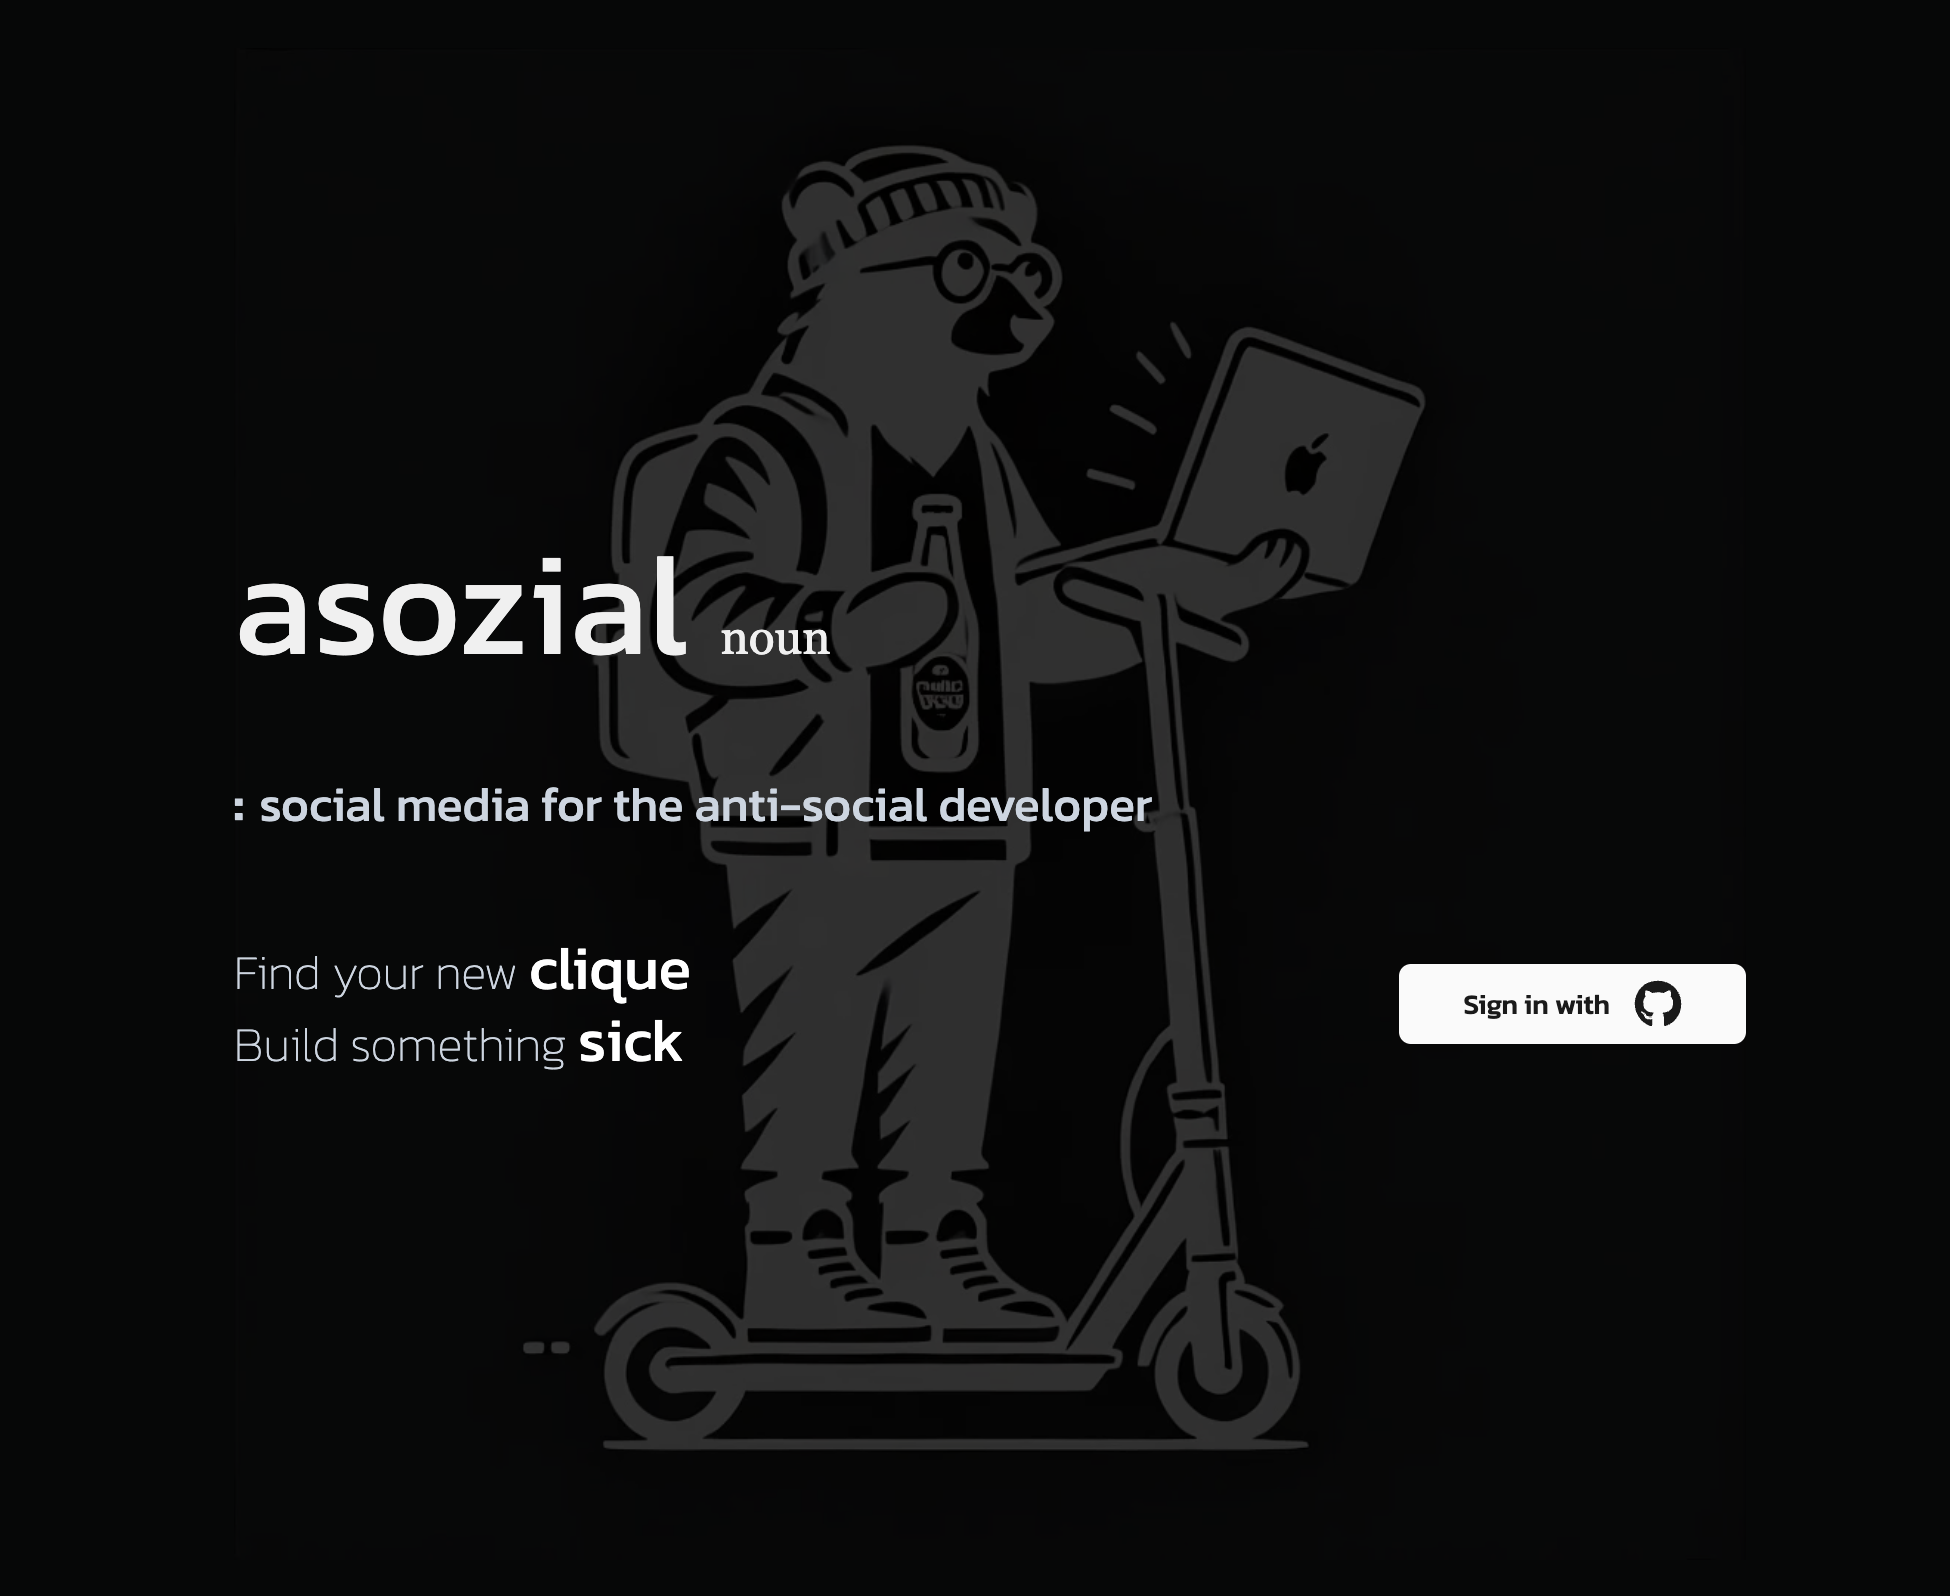 asozial noun
: social media for the anti-social developer
Find your new clique
Build something sick
Sign in with